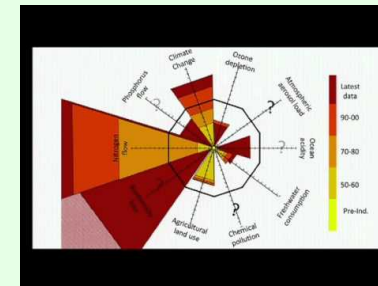 Climate
Change
Ozone
depletion
Atmospheric
aerosol load
?
Ocean
acidity
?
Freshwater
consumption
Chemical
pollution
?
Agricultural
land use
Nitrogen
flow
Phosphorus
flow
?
Latest
data
90-00
70-80
50-60
Pre-Ind.